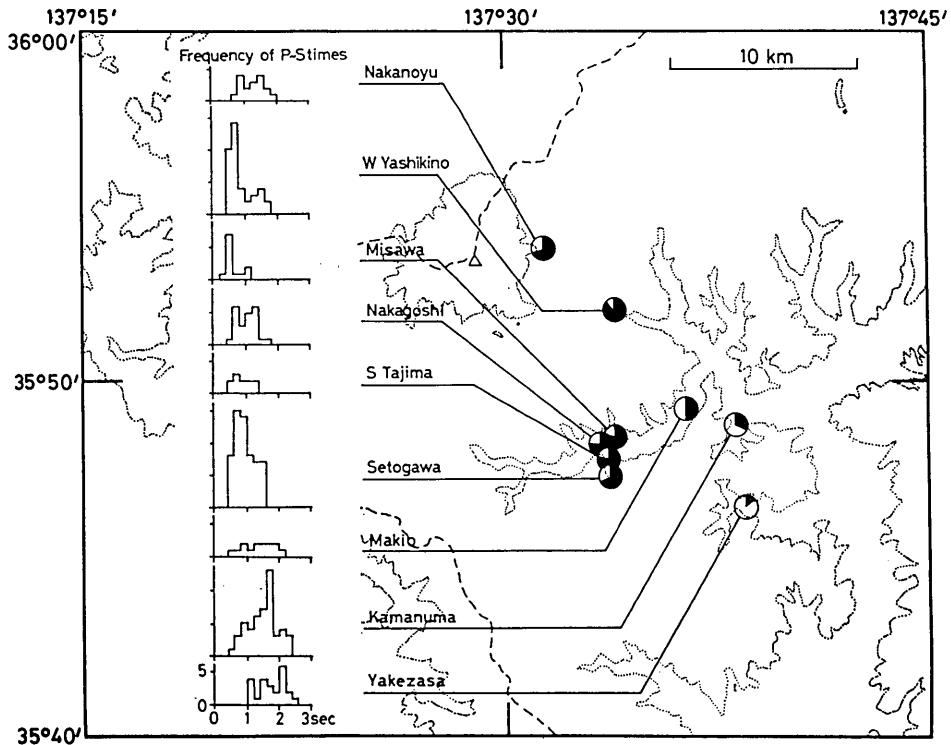 137°15′ 137°30′ 137°45′
36°00′
Frequency of P-S times
10 km
Nakanoyu
W Yashikino
Misawa
Nakagoshi
35°50′
S Tajima
Setogawa
Makio
Kamanuma
Yakezasa
5
0
0 1 2 3sec
35°40′